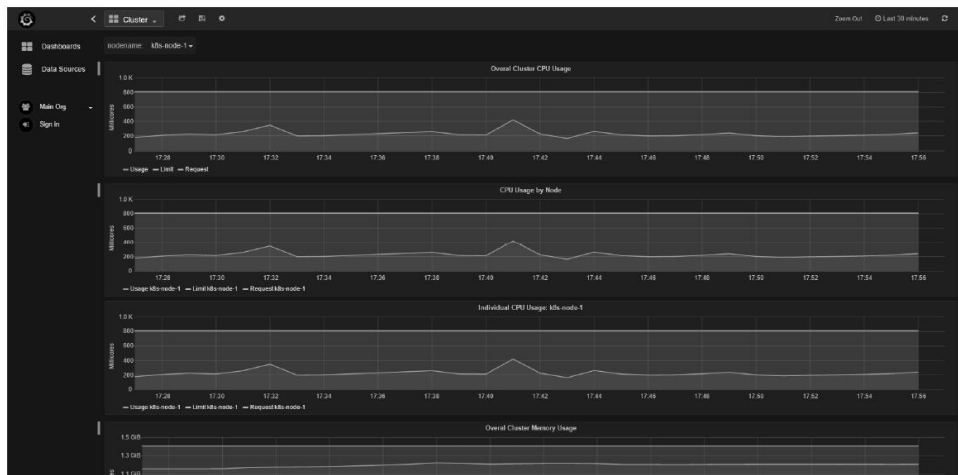 Cluster
Zoom Out Last 30 minutes
Dashboards
Data Sources
Main Org.
Sign In
nodename: k8s-node-1
Overal Cluster CPU Usage
Millicores
1.0 K
800
600
400
200
0
17:28 17:30 17:32 17:34 17:36 17:38 17:40 17:42 17:44 17:46 17:48 17:50 17:52 17:54 17:56
Usage Limit Request
CPU Usage by Node
Millicores
1.0 K
800
600
400
200
0
17:28 17:30 17:32 17:34 17:36 17:38 17:40 17:42 17:44 17:46 17:48 17:50 17:52 17:54 17:56
Usage k8s-node-1 Limit k8s-node-1 Request k8s-node-1
Individual CPU Usage: k8s-node-1
Millicores
1.0 K
800
600
400
200
0
17:28 17:30 17:32 17:34 17:36 17:38 17:40 17:42 17:44 17:46 17:48 17:50 17:52 17:54 17:56
Usage k8s-node-1 Limit k8s-node-1 Request k8s-node-1
Overal Cluster Memory Usage
1.5 GiB
1.3 GiB
1.1 GiB